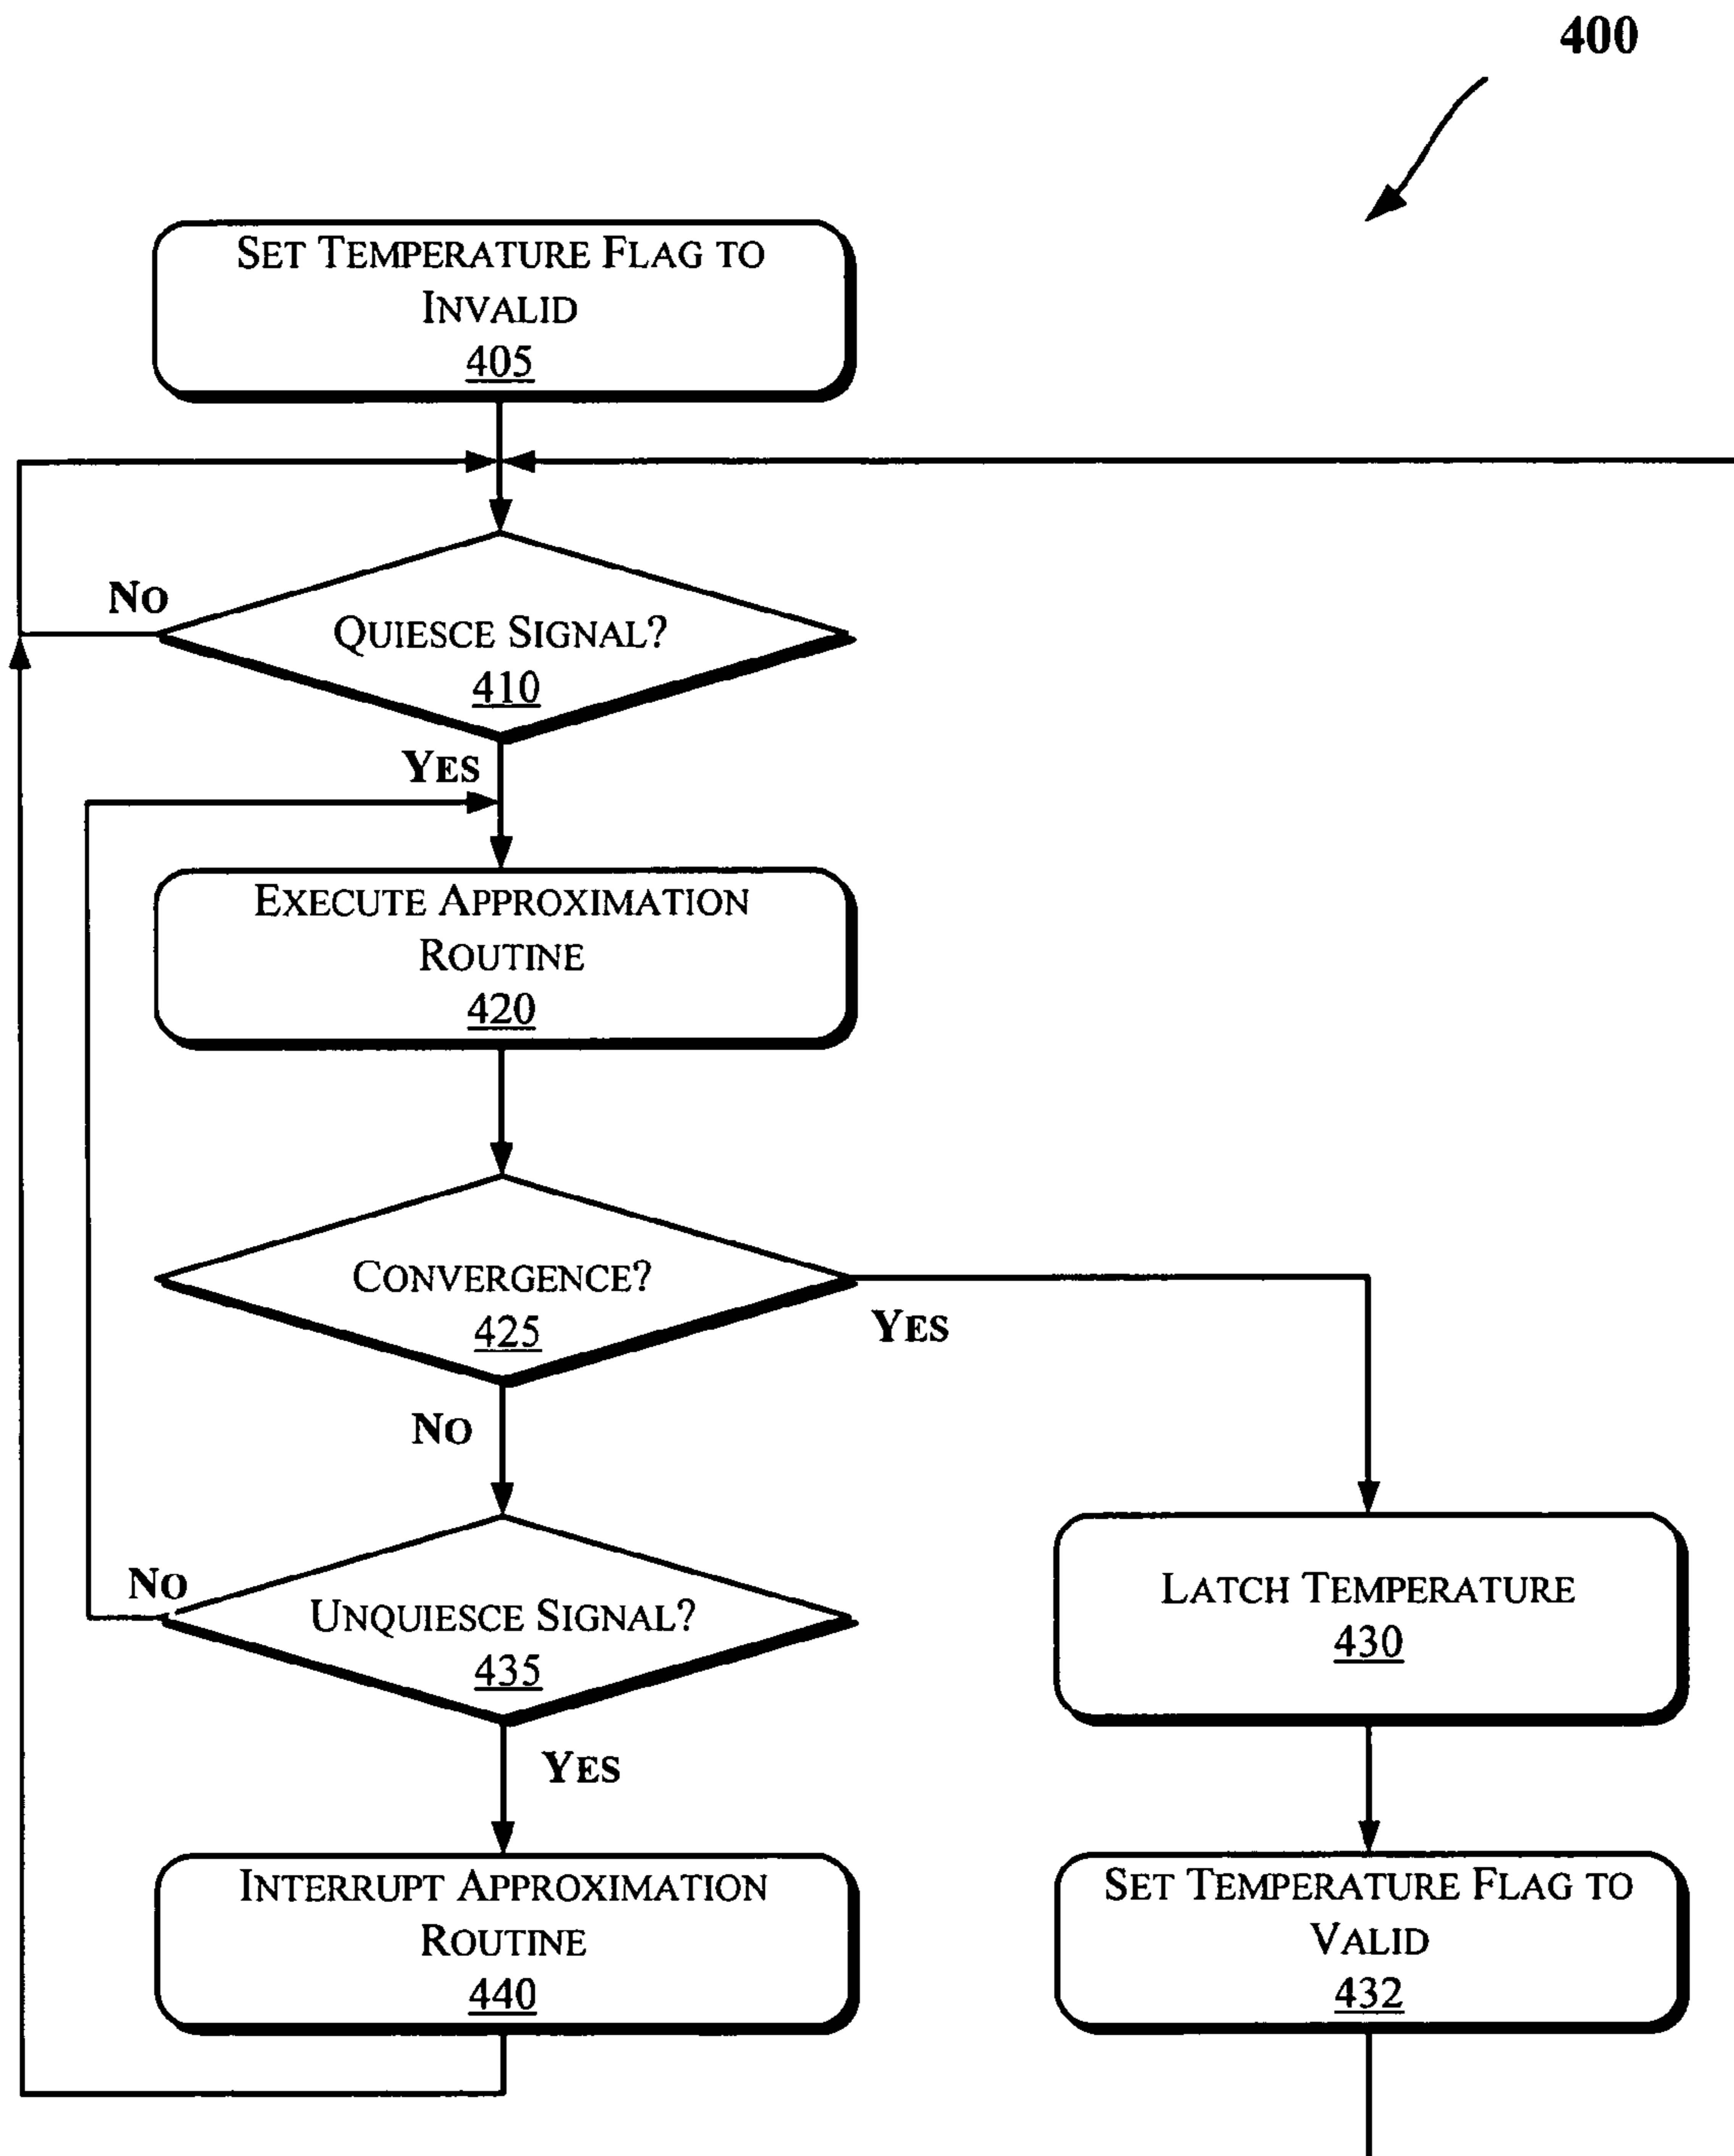 400
SET TEMPERATURE FLAG TO
INVALID
405
NO
QUIESCE SIGNAL?
410
YES
EXECUTE APPROXIMATION
ROUTINE
420
CONVERGENCE?
425
YES
NO
NO
UNQUIESCE SIGNAL?
435
YES
LATCH TEMPERATURE
430
INTERRUPT APPROXIMATION
ROUTINE
440
SET TEMPERATURE FLAG TO
VALID
432